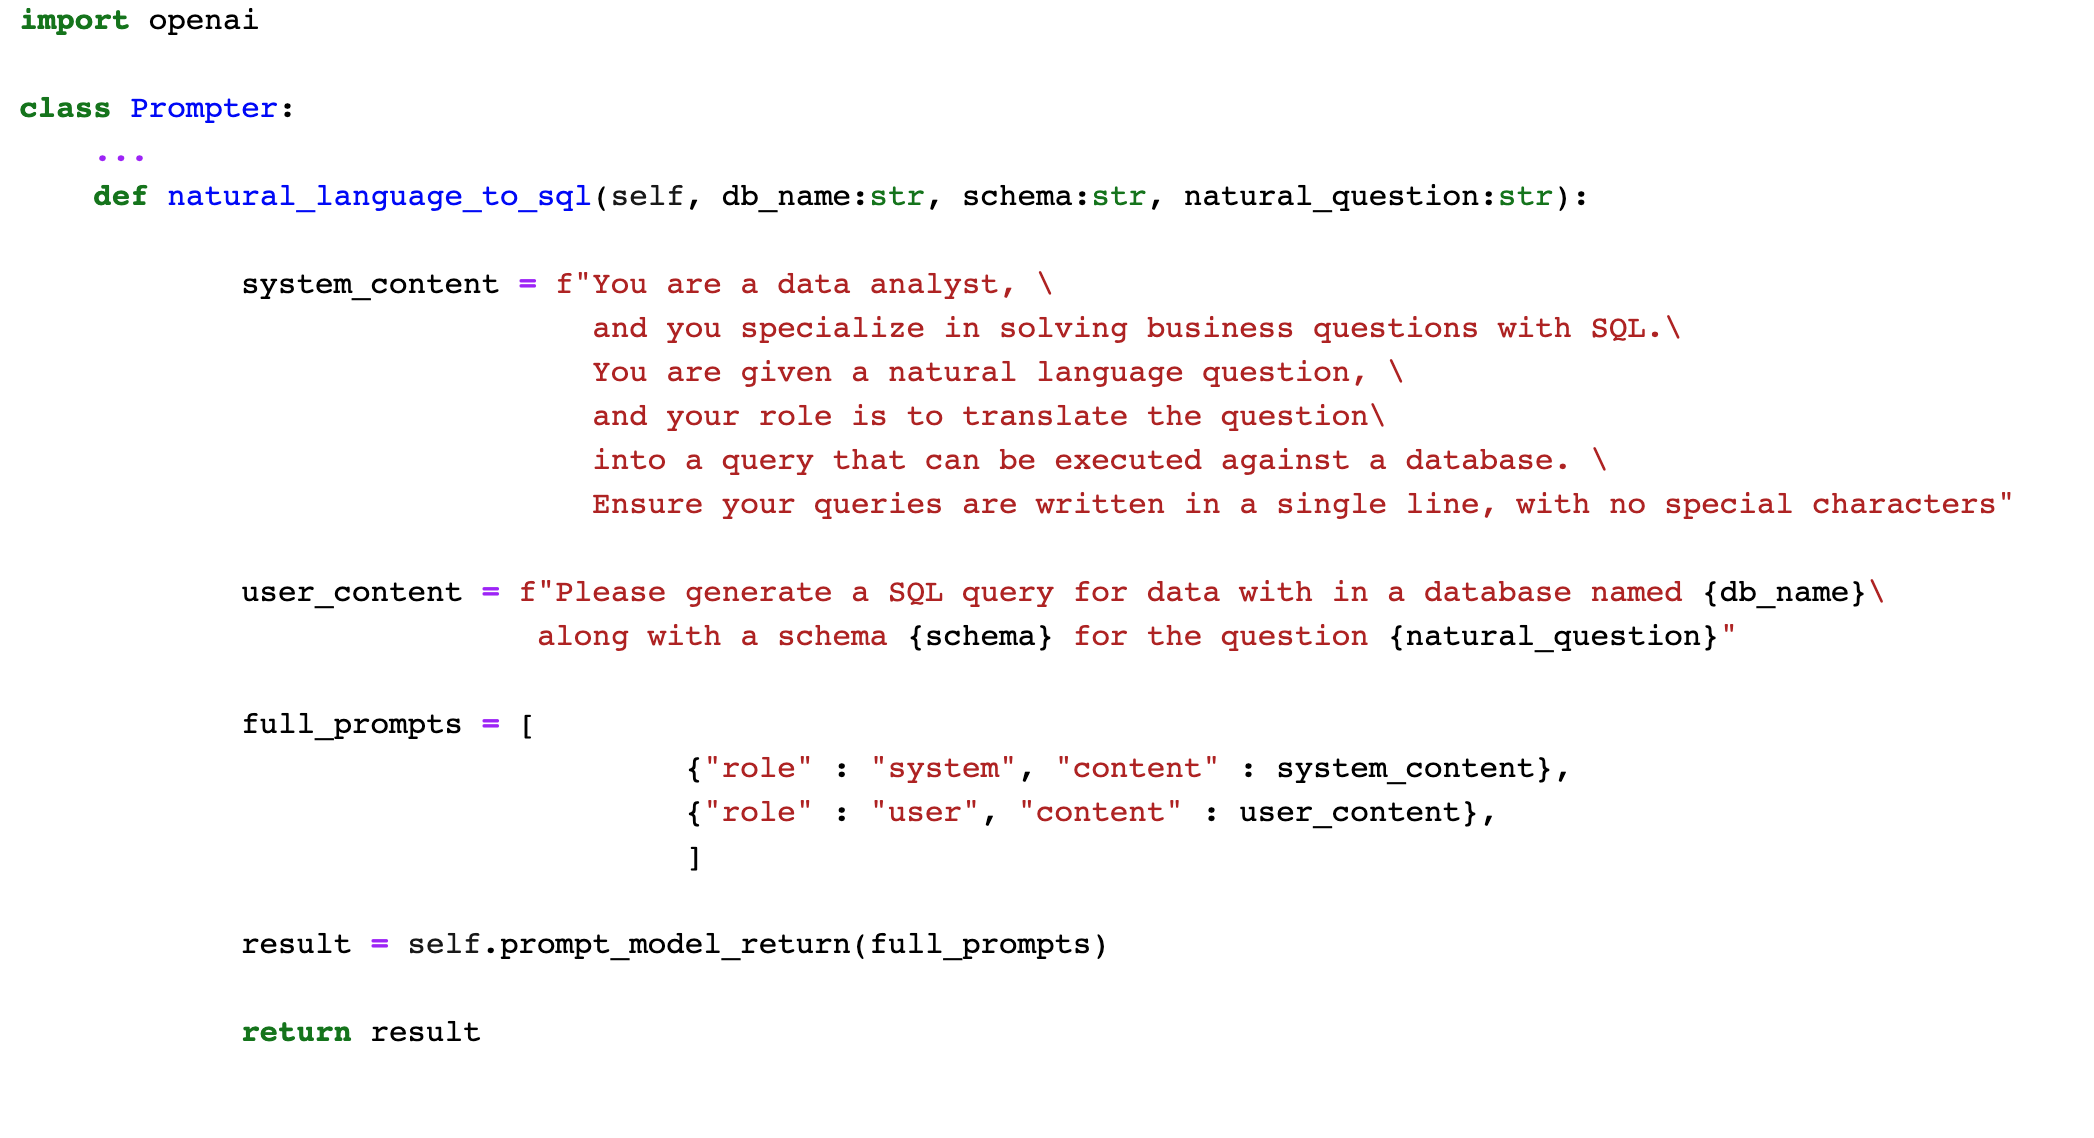 import openai
class Prompter:
...
def natural_language_to_sql(self, db_name:str, schema:str, natural_question:str):
system_content = f"You are a data analyst, \
and you specialize in solving business questions with SQL.\
You are given a natural language question, \
and your role is to translate the question\
into a query that can be executed against a database. \
Ensure your queries are written in a single line, with no special characters"
user_content = f"Please generate a SQL query for data with in a database named {db_name}\
along with a schema {schema} for the question {natural_question}"
full_prompts = [
{"role" : "system", "content" : system_content},
{"role" : "user", "content" : user_content},
]
result = self.prompt_model_return(full_prompts)
return result